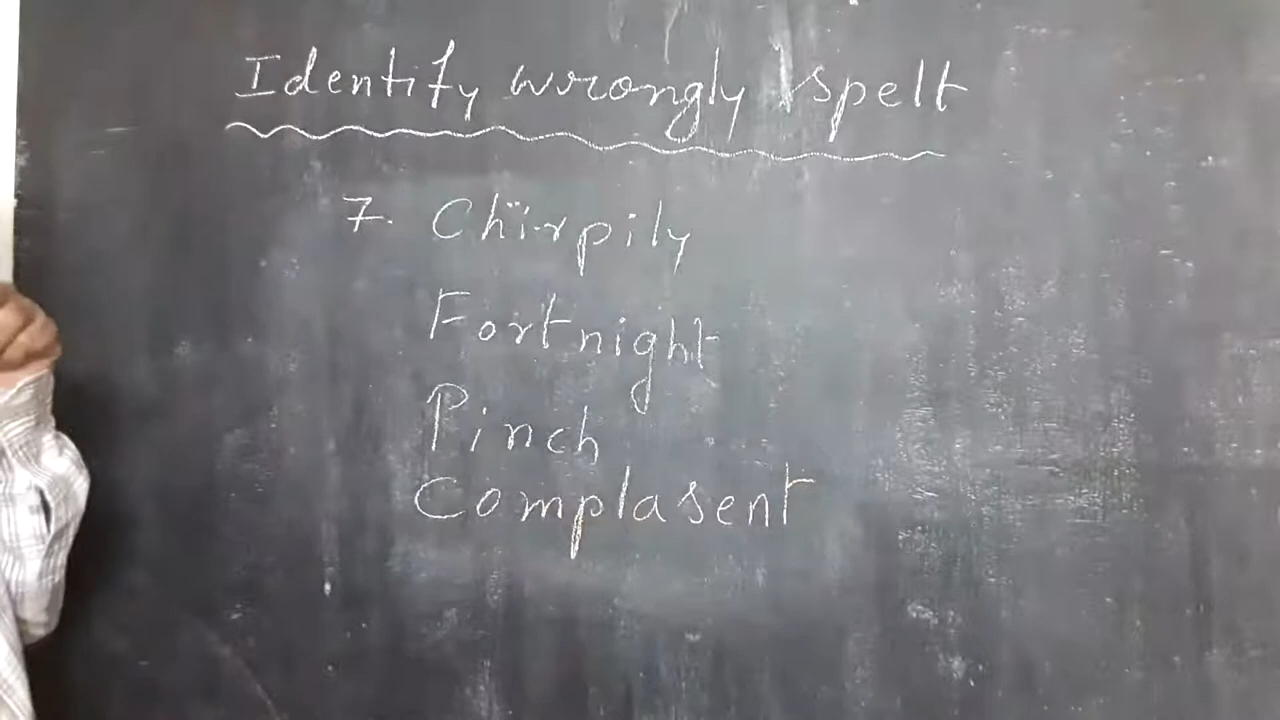 Identify wrongly spelt
7. Chirpily
Fortnight
Pinch
Complasent